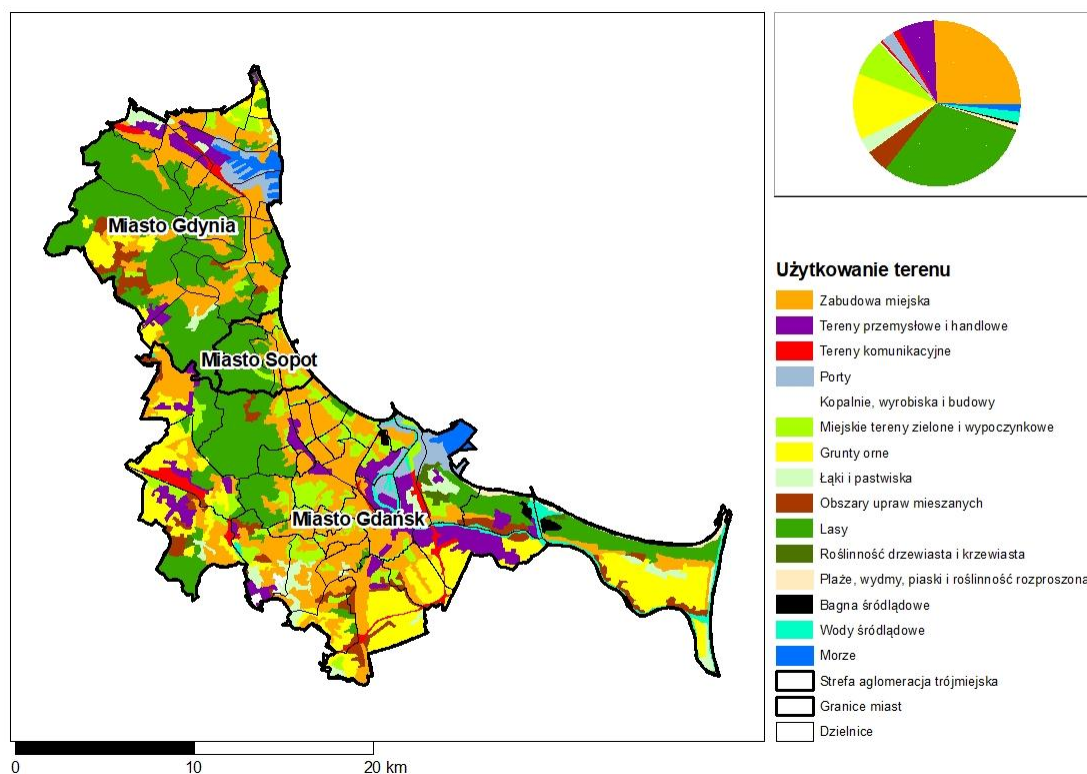 Miasto Gdynia
Miasto Sopot
Miasto Gdańsk
0 10 20 km
Użytkowanie terenu
Zabudowa miejska
Tereny przemysłowe i handlowe
Tereny komunikacyjne
Porty
Kopalnie, wyrobiska i budowy
Miejskie tereny zielone i wypoczynkowe
Grunty orne
Łąki i pastwiska
Obszary upraw mieszanych
Lasy
Roślinność drzewiasta i krzewiasta
Plaże, wydmy, piaski i roślinność rozproszona
Bagna śródlądowe
Wody śródlądowe
Morze
Strefa aglomeracja trójmiejska
Granice miast
Dzielnice